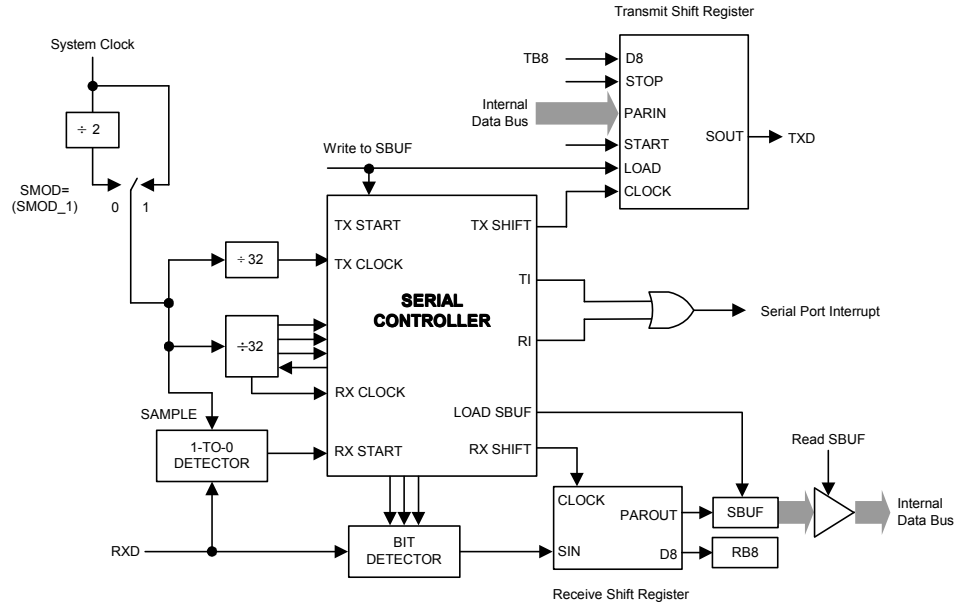 Transmit Shift Register
System Clock
TB8
D8
STOP
Internal
Data Bus
PARIN
÷ 2
START
SOUT
TXD
Write to SBUF
LOAD
CLOCK
SMOD=
(SMOD_1)
0
1
TX START
TX SHIFT
÷ 32
TX CLOCK
TI
SERIAL
CONTROLLER
Serial Port Interrupt
÷32
RI
RX CLOCK
SAMPLE
LOAD SBUF
1-TO-0
DETECTOR
RX START
RX SHIFT
Read SBUF
CLOCK
PAROUT
SBUF
Internal
Data Bus
RXD
BIT
DETECTOR
SIN
D8
RB8
Receive Shift Register